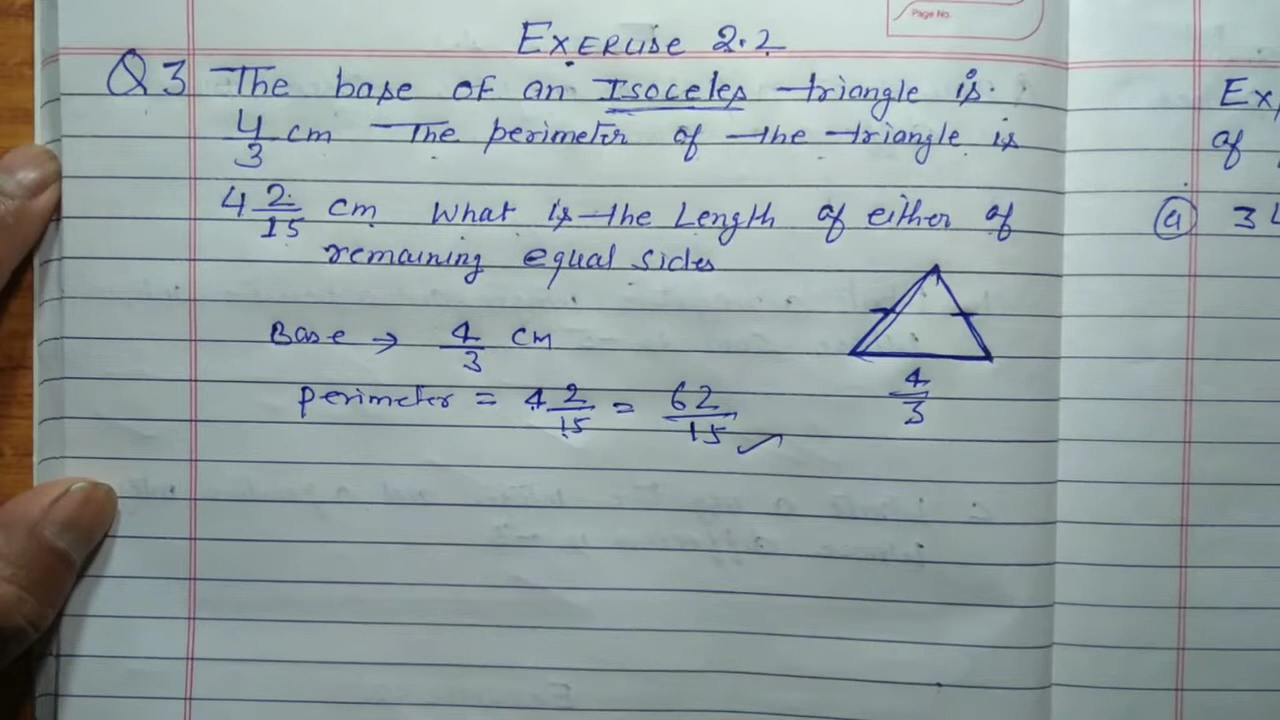 Page No.
EXERCISE 2.2
Q3 The base of an Isoceles triangle is.
4/3 cm The perimeter of the triangle is
4 2/15 cm What is the Length of either of
remaining equal sides
Base → 4/3 cm
4/3
perimeter = 4 2/15 = 62/15 ✓
Ex
of
(a) 3